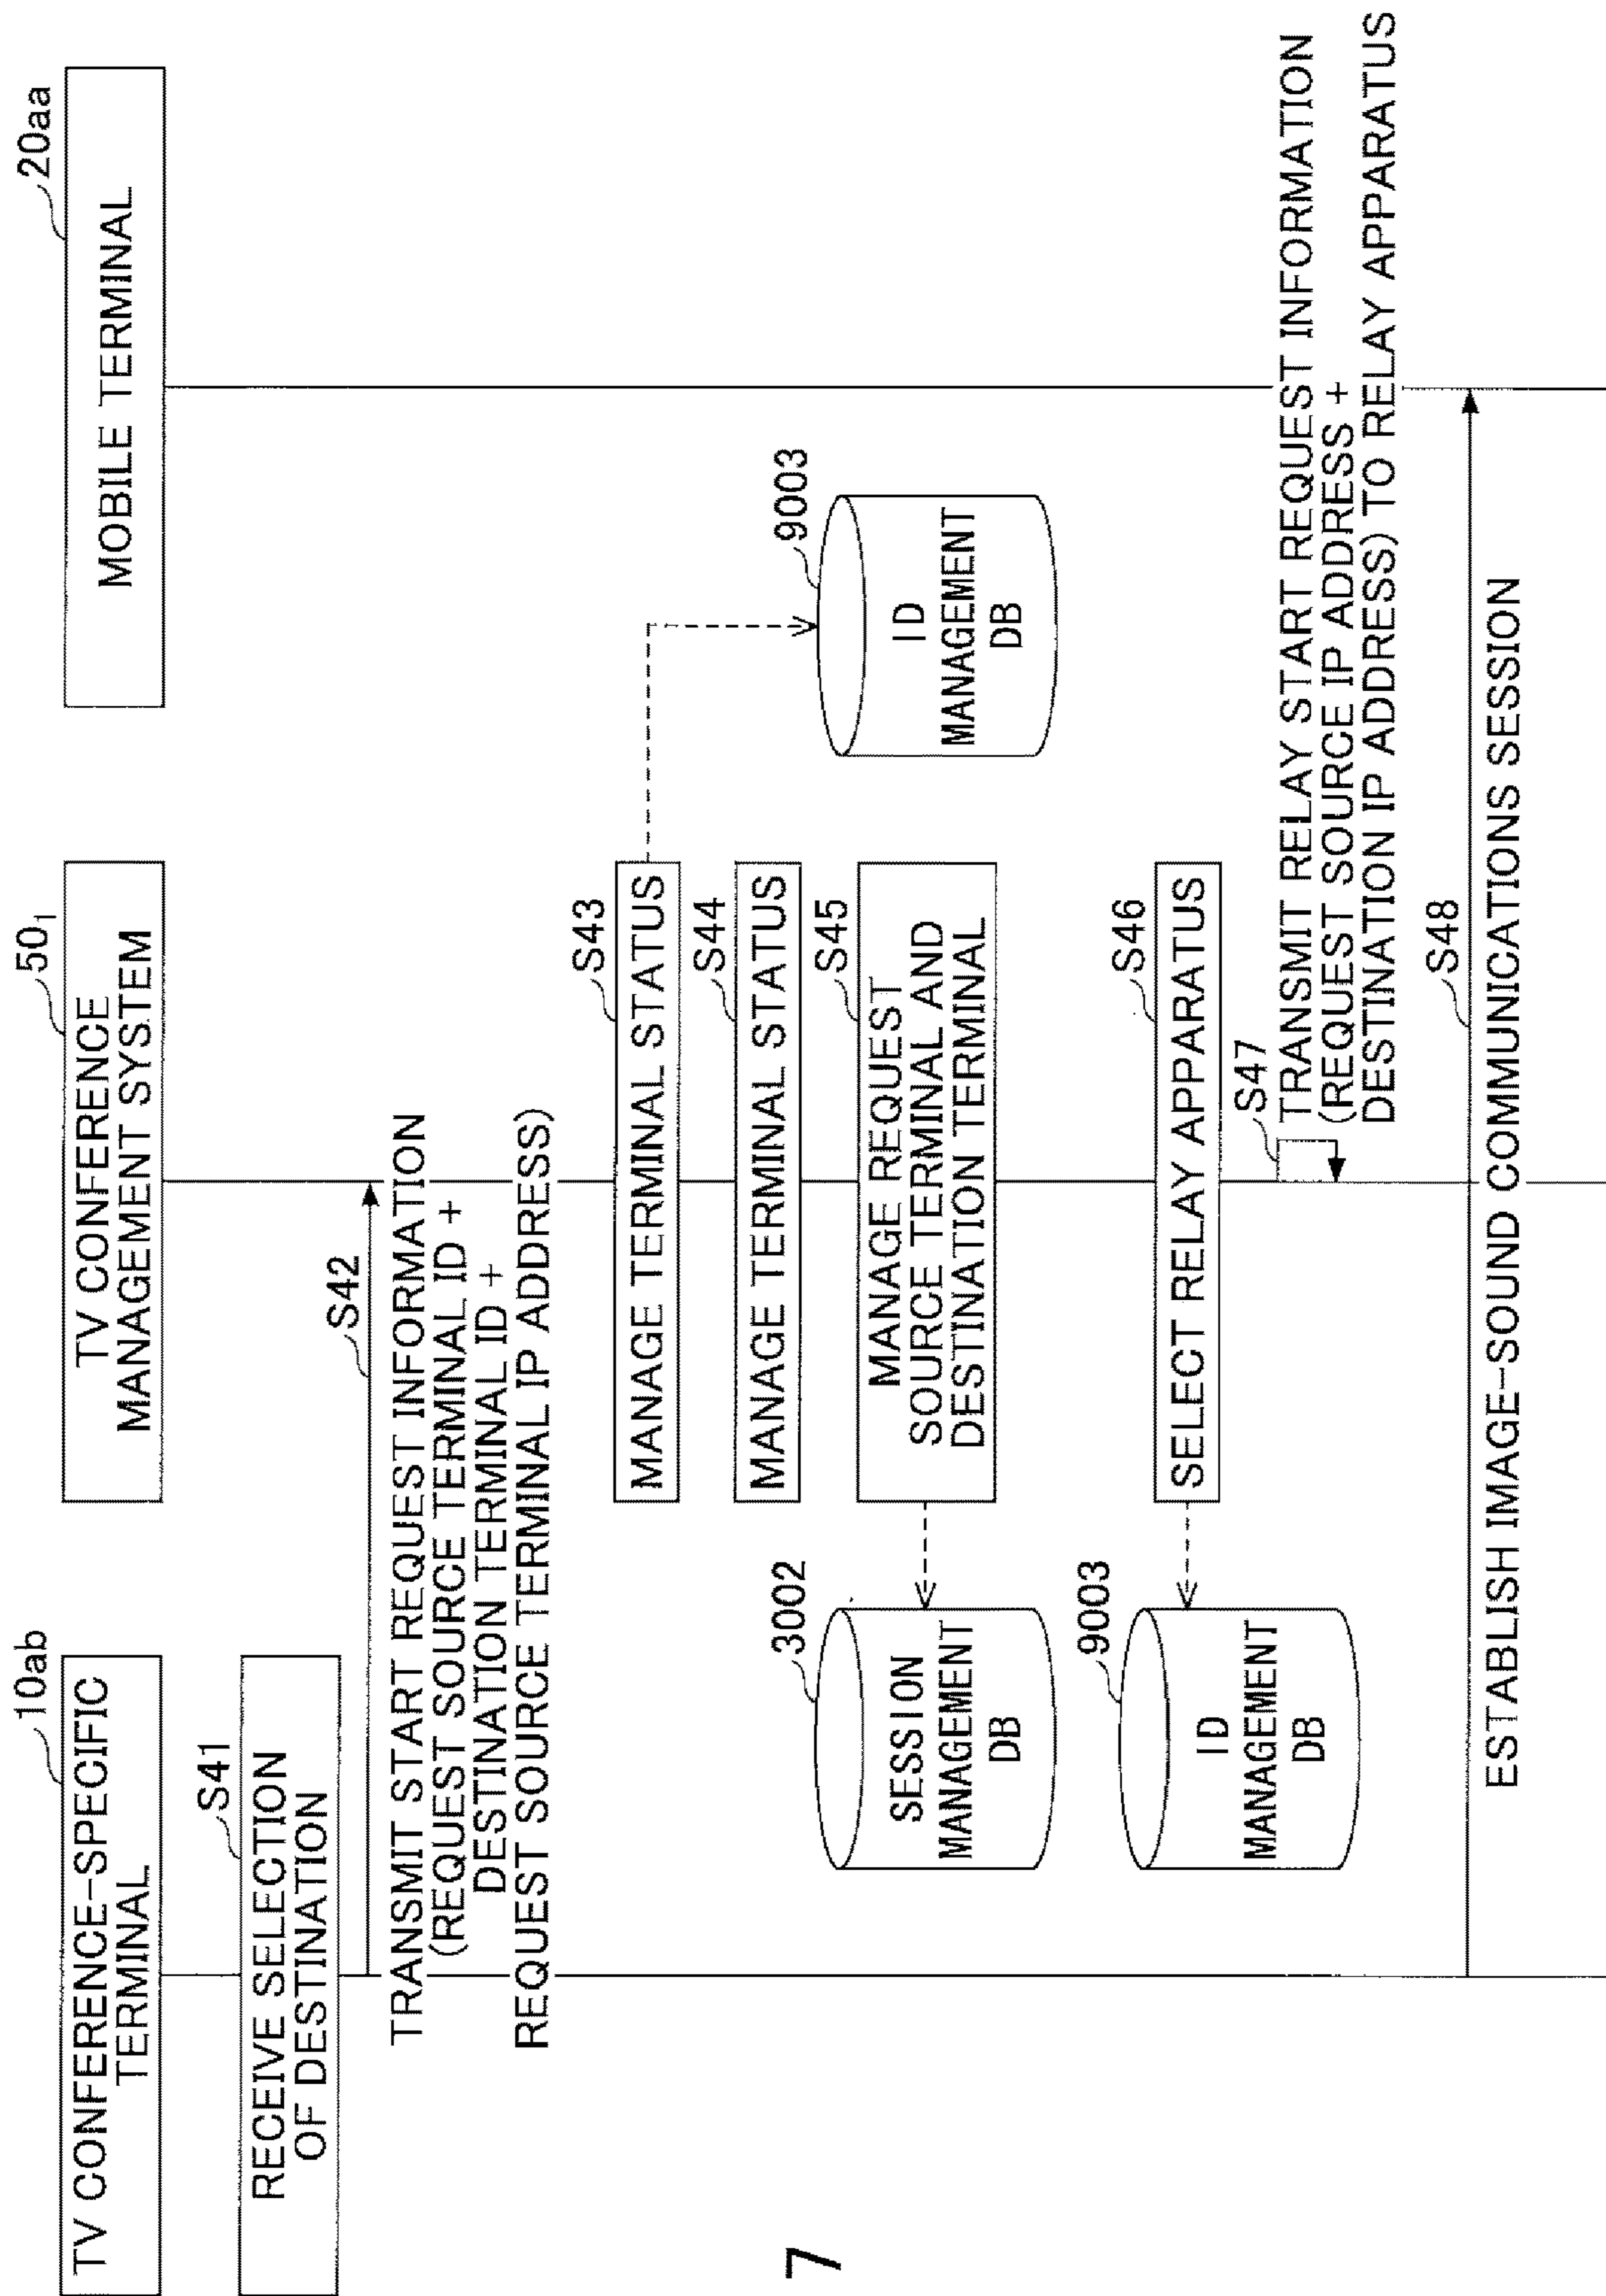 10ab
TV CONFERENCE-SPECIFIC
TERMINAL
50₁
TV CONFERENCE
MANAGEMENT SYSTEM
20aa
MOBILE TERMINAL
S41
RECEIVE SELECTION
OF DESTINATION
S42
TRANSMIT START REQUEST INFORMATION
(REQUEST SOURCE TERMINAL ID +
DESTINATION TERMINAL ID +
REQUEST SOURCE TERMINAL IP ADDRESS)
S43
MANAGE TERMINAL STATUS
9003
ID
MANAGEMENT
DB
S44
MANAGE TERMINAL STATUS
S45
MANAGE REQUEST
SOURCE TERMINAL AND
DESTINATION TERMINAL
3002
SESSION
MANAGEMENT
DB
S46
SELECT RELAY APPARATUS
9003
ID
MANAGEMENT
DB
S47
TRANSMIT RELAY START REQUEST INFORMATION
(REQUEST SOURCE IP ADDRESS +
DESTINATION IP ADDRESS) TO RELAY APPARATUS
S48
ESTABLISH IMAGE-SOUND COMMUNICATIONS SESSION
7